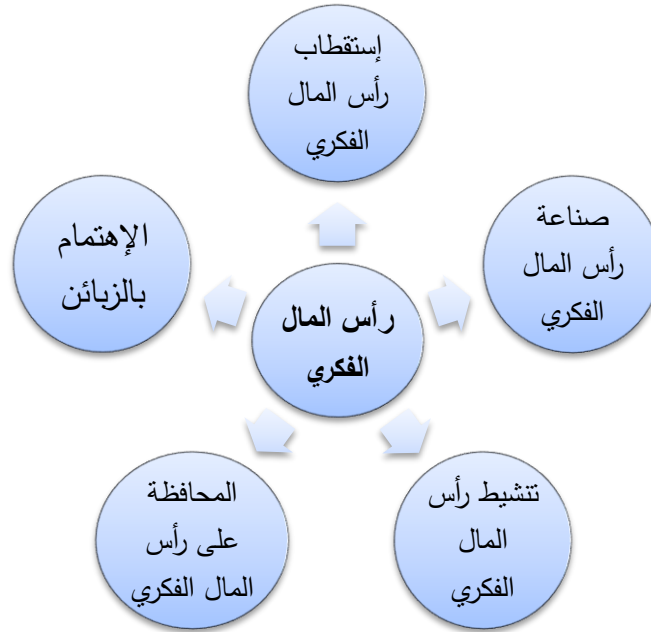 إستقطاب
رأس المال
الفكري
صناعة
رأس المال
الفكري
الإهتمام
بالزبائن
رأس المال
الفكري
المحافظة
على رأس
المال الفكري
تنشيط رأس
المال
الفكري